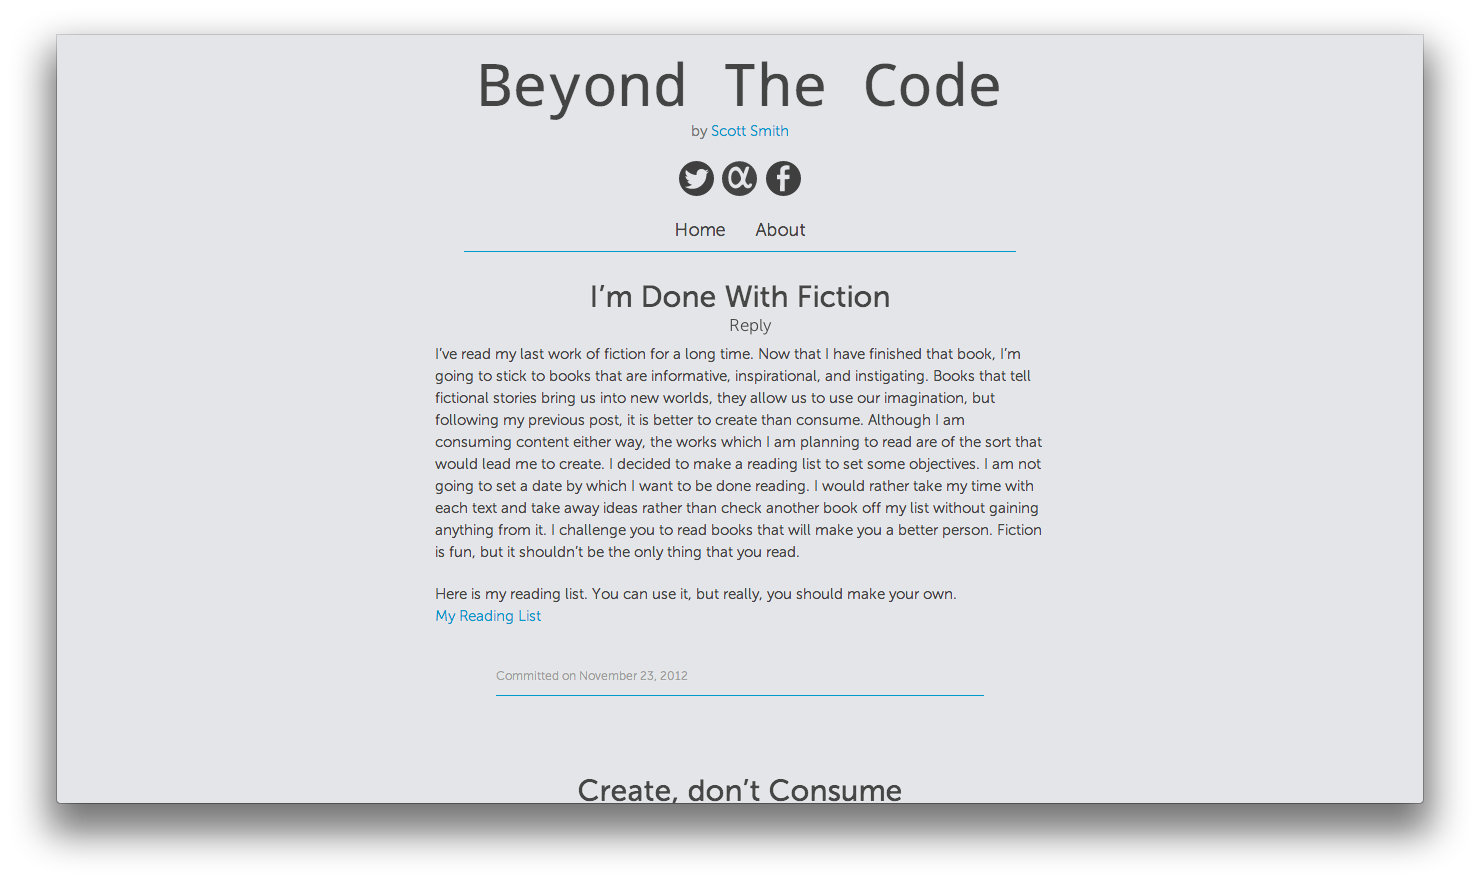 Beyond The Code
by Scott Smith
Home About
I’m Done With Fiction
Reply
I’ve read my last work of fiction for a long time. Now that I have finished that book, I’m
going to stick to books that are informative, inspirational, and instigating. Books that tell
fictional stories bring us into new worlds, they allow us to use our imagination, but
following my previous post, it is better to create than consume. Although I am
consuming content either way, the works which I am planning to read are of the sort that
would lead me to create. I decided to make a reading list to set some objectives. I am not
going to set a date by which I want to be done reading. I would rather take my time with
each text and take away ideas rather than check another book off my list without gaining
anything from it. I challenge you to read books that will make you a better person. Fiction
is fun, but it shouldn’t be the only thing that you read.
Here is my reading list. You can use it, but really, you should make your own.
My Reading List
Committed on November 23, 2012
Create, don’t Consume